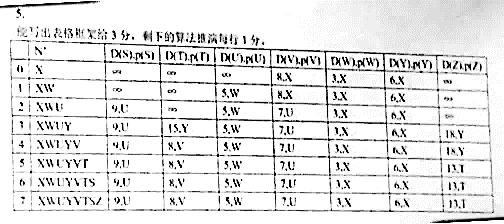 5.
能写出表格框架给 3 分，剩下的算法推演每行 1 分。
N' D(S),p(S) D(T),p(T) D(U),p(U) D(V),p(V) D(W),p(W) D(Y),p(Y) D(Z),p(Z)
0 X ∞ ∞ ∞ 8,X 3,X 6,X ∞
1 XW ∞ ∞ 5,W 8,X 3,X 6,X ∞
2 XWU 9,U ∞ 5,W 7,U 3,X 6,X ∞
3 XWUY 9,U 15,Y 5,W 7,U 3,X 6,X 18,Y
4 XWUYV 9,U 8,V 5,W 7,U 3,X 6,X 18,Y
5 XWUYVT 9,U 8,V 5,W 7,U 3,X 6,X 13,T
6 XWUYVTS 9,U 8,V 5,W 7,U 3,X 6,X 13,T
7 XWUYVTSZ 9,U 8,V 5,W 7,U 3,X 6,X 13,T